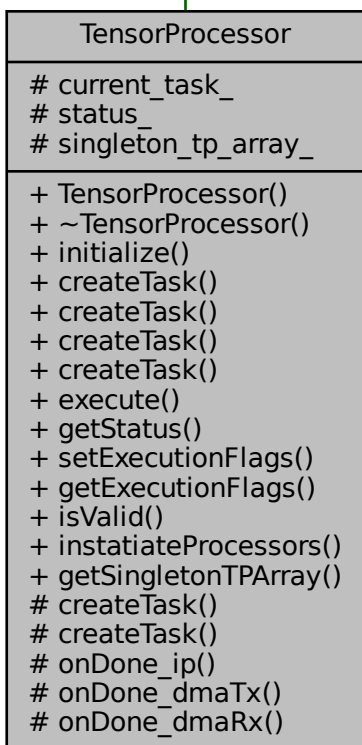 TensorProcessor
# current_task_
# status_
# singleton_tp_array_
+ TensorProcessor()
+ ~TensorProcessor()
+ initialize()
+ createTask()
+ createTask()
+ createTask()
+ createTask()
+ execute()
+ getStatus()
+ setExecutionFlags()
+ getExecutionFlags()
+ isValid()
+ instatiateProcessors()
+ getSingletonTPArray()
# createTask()
# createTask()
# onDone_ip()
# onDone_dmaTx()
# onDone_dmaRx()